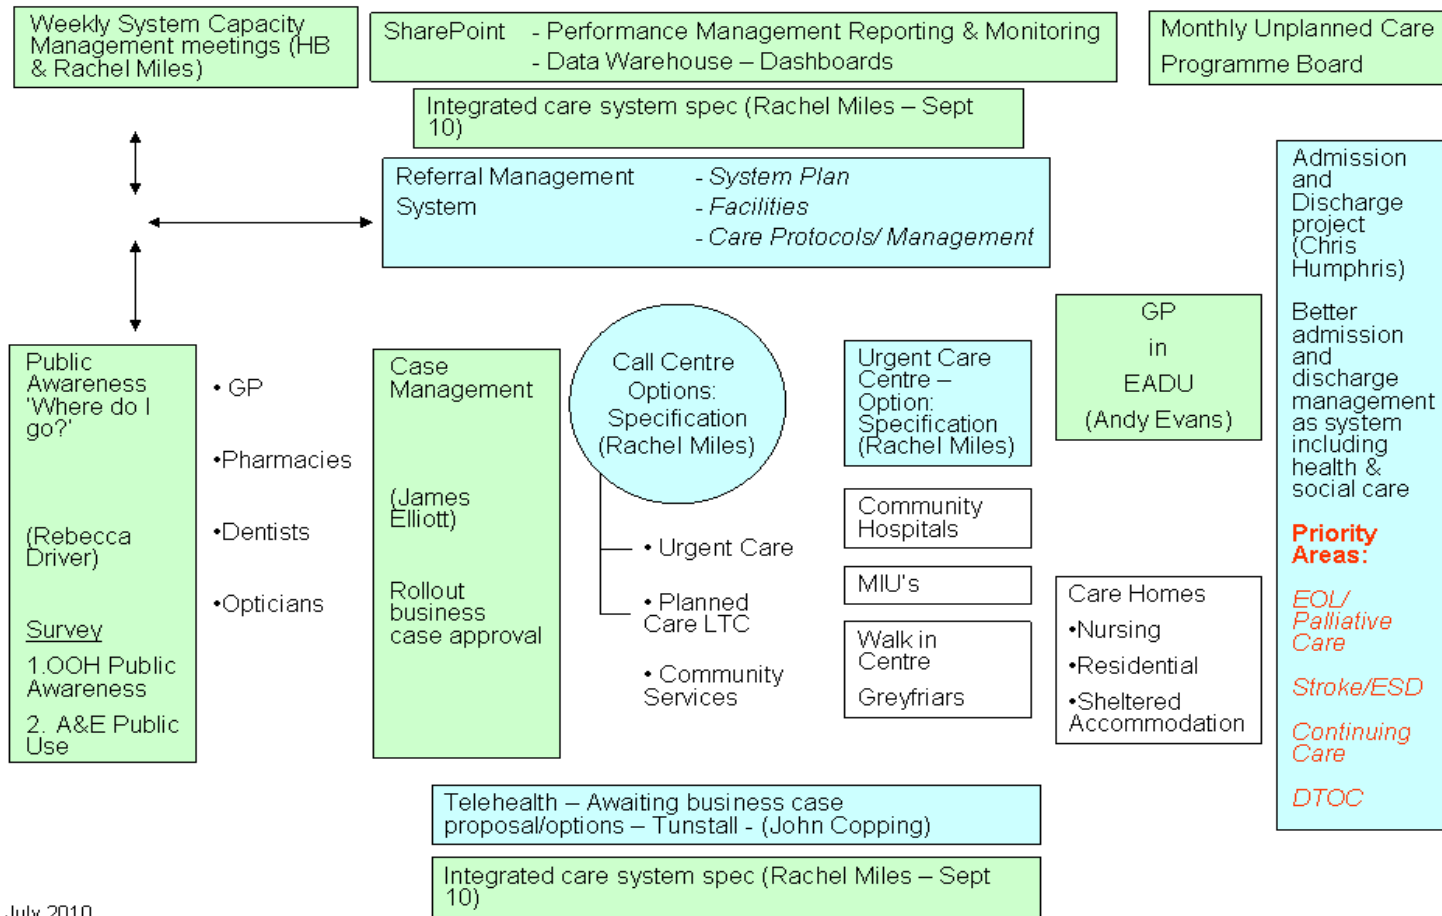 Weekly System Capacity
Management meetings (HB
& Rachel Miles)
SharePoint - Performance Management Reporting & Monitoring
- Data Warehouse – Dashboards
Monthly Unplanned Care
Programme Board
Integrated care system spec (Rachel Miles – Sept
10)
Referral Management - System Plan
System - Facilities
- Care Protocols/ Management
Admission
and
Discharge
project
(Chris
Humphris)
Better
admission
and
discharge
management
as system
including
health &
social care
Priority
Areas:
EOL/
Palliative
Care
Stroke/ESD
Continuing
Care
DTOC
Public
Awareness
'Where do I
go?'
(Rebecca
Driver)
Survey
1.OOH Public
Awareness
2. A&E Public
Use
• GP
•Pharmacies
•Dentists
•Opticians
Case
Management
(James
Elliott)
Rollout
business
case approval
Call Centre
Options:
Specification
(Rachel Miles)
• Urgent Care
• Planned
Care LTC
• Community
Services
Urgent Care
Centre –
Option:
Specification
(Rachel Miles)
Community
Hospitals
MIU's
Walk in
Centre
Greyfriars
GP
in
EADU
(Andy Evans)
Care Homes
•Nursing
•Residential
•Sheltered
Accommodation
Telehealth – Awaiting business case
proposal/options – Tunstall - (John Copping)
Integrated care system spec (Rachel Miles – Sept
10)
July 2010